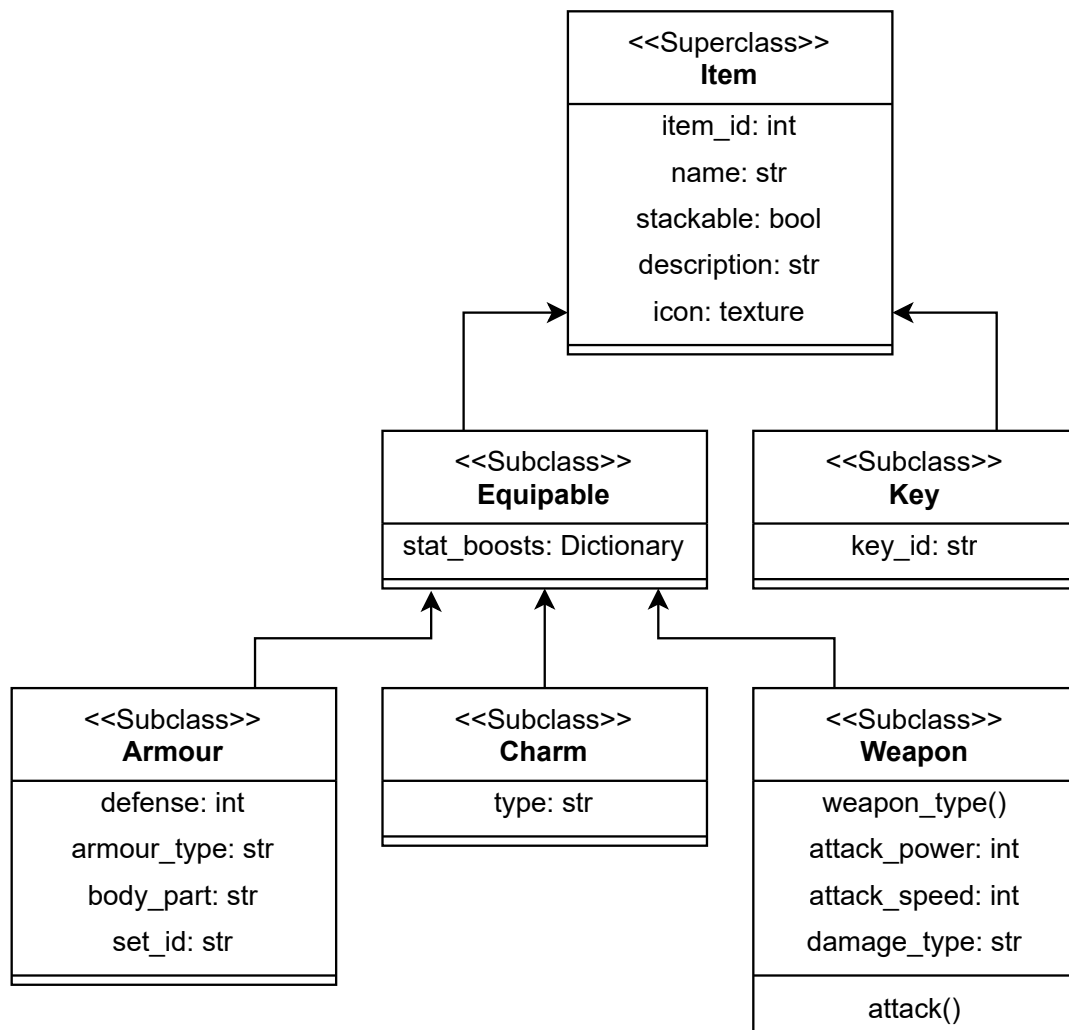 <<Superclass>>
Item
item_id: int
name: str
stackable: bool
description: str
icon: texture
<<Subclass>>
Equipable
stat_boosts: Dictionary
<<Subclass>>
Key
key_id: str
<<Subclass>>
Armour
defense: int
armour_type: str
body_part: str
set_id: str
<<Subclass>>
Charm
type: str
<<Subclass>>
Weapon
weapon_type()
attack_power: int
attack_speed: int
damage_type: str
attack()